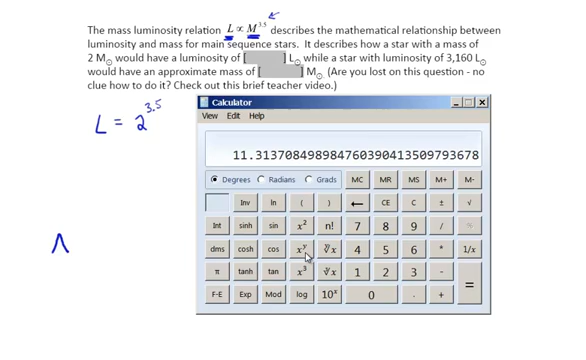 The mass luminosity relation L ∝ M^3.5 describes the mathematical relationship between
luminosity and mass for main sequence stars. It describes how a star with a mass of
2 M☉ would have a luminosity of [ ] L☉ while a star with luminosity of 3,160 L☉
would have an approximate mass of [ ] M☉. (Are you lost on this question - no
clue how to do it? Check out this brief teacher video.)
L = 2^3.5
Calculator
View Edit Help
11.313708498984760390413509793678
Degrees Radians Grads MC MR MS M+ M-
Inv ln ( ) ← CE C ± √
Int sinh sin x² n! 7 8 9 / %
dms cosh cos xʸ ʸ√x 4 5 6 * 1/x
π tanh tan x³ ³√x 1 2 3 - =
F-E Exp Mod log 10ˣ 0 . +